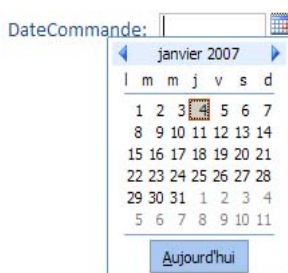 DateCommande:
janvier 2007
l m m j v s d
1 2 3 4 5 6 7
8 9 10 11 12 13 14
15 16 17 18 19 20 21
22 23 24 25 26 27 28
29 30 31 1 2 3 4
5 6 7 8 9 10 11
Aujourd'hui